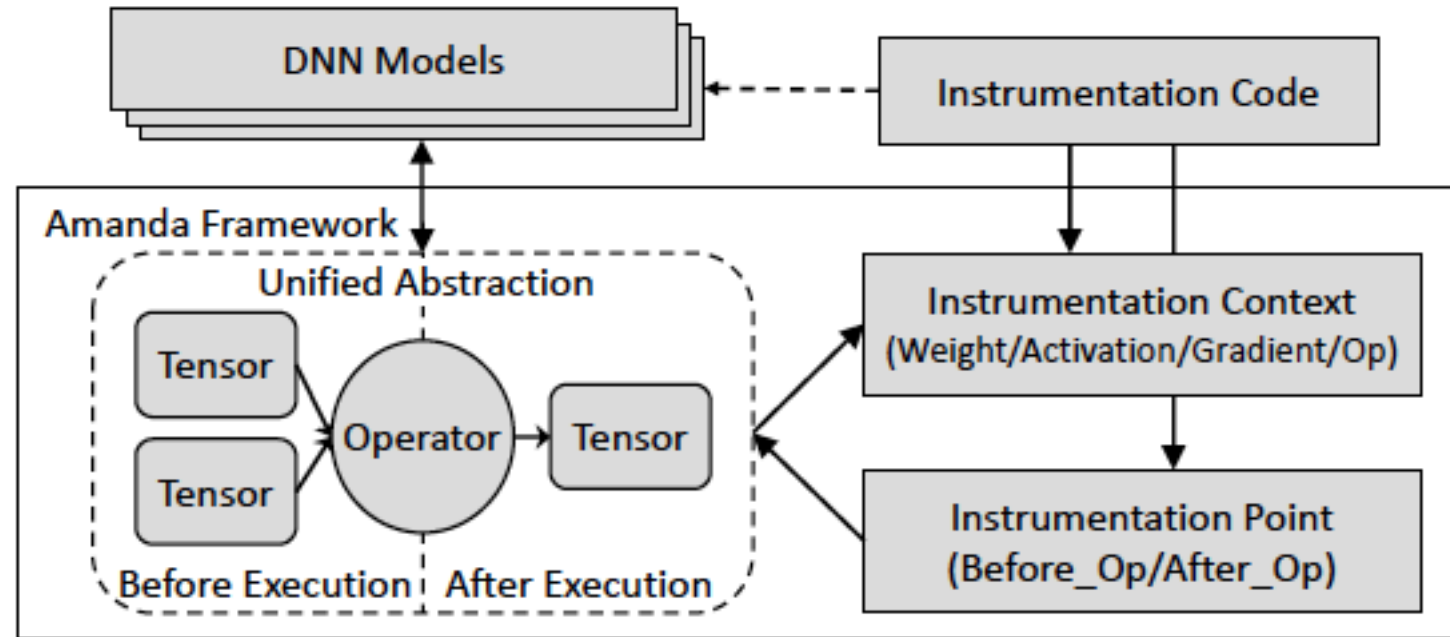 DNN Models
Instrumentation Code
Amanda Framework
Unified Abstraction
Tensor
Tensor
Operator
Tensor
Before Execution
After Execution
Instrumentation Context
(Weight/Activation/Gradient/Op)
Instrumentation Point
(Before_Op/After_Op)